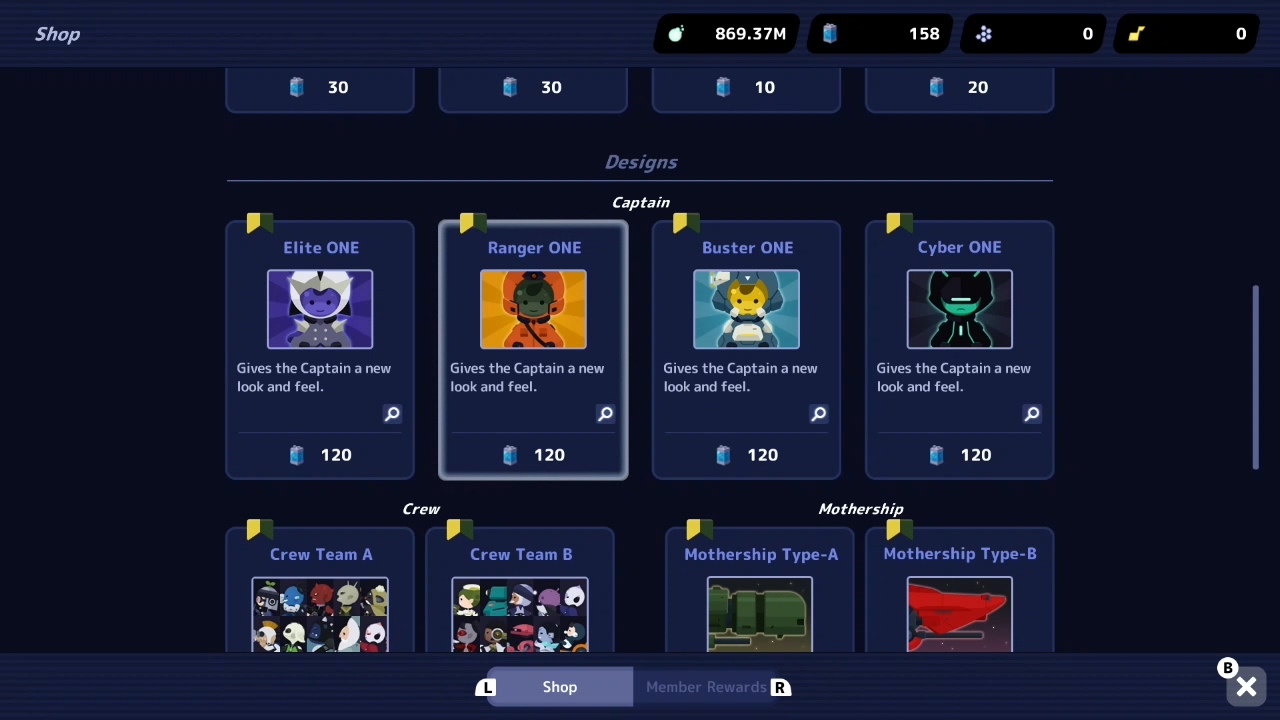 Shop
869.37M
158
0
0
30
30
10
20
Designs
Captain
Elite ONE
Gives the Captain a new
look and feel.
120
Ranger ONE
Gives the Captain a new
look and feel.
120
Buster ONE
Gives the Captain a new
look and feel.
120
Cyber ONE
Gives the Captain a new
look and feel.
120
Crew
Mothership
Crew Team A
Crew Team B
Mothership Type-A
Mothership Type-B
L
Shop
Member Rewards
R
B